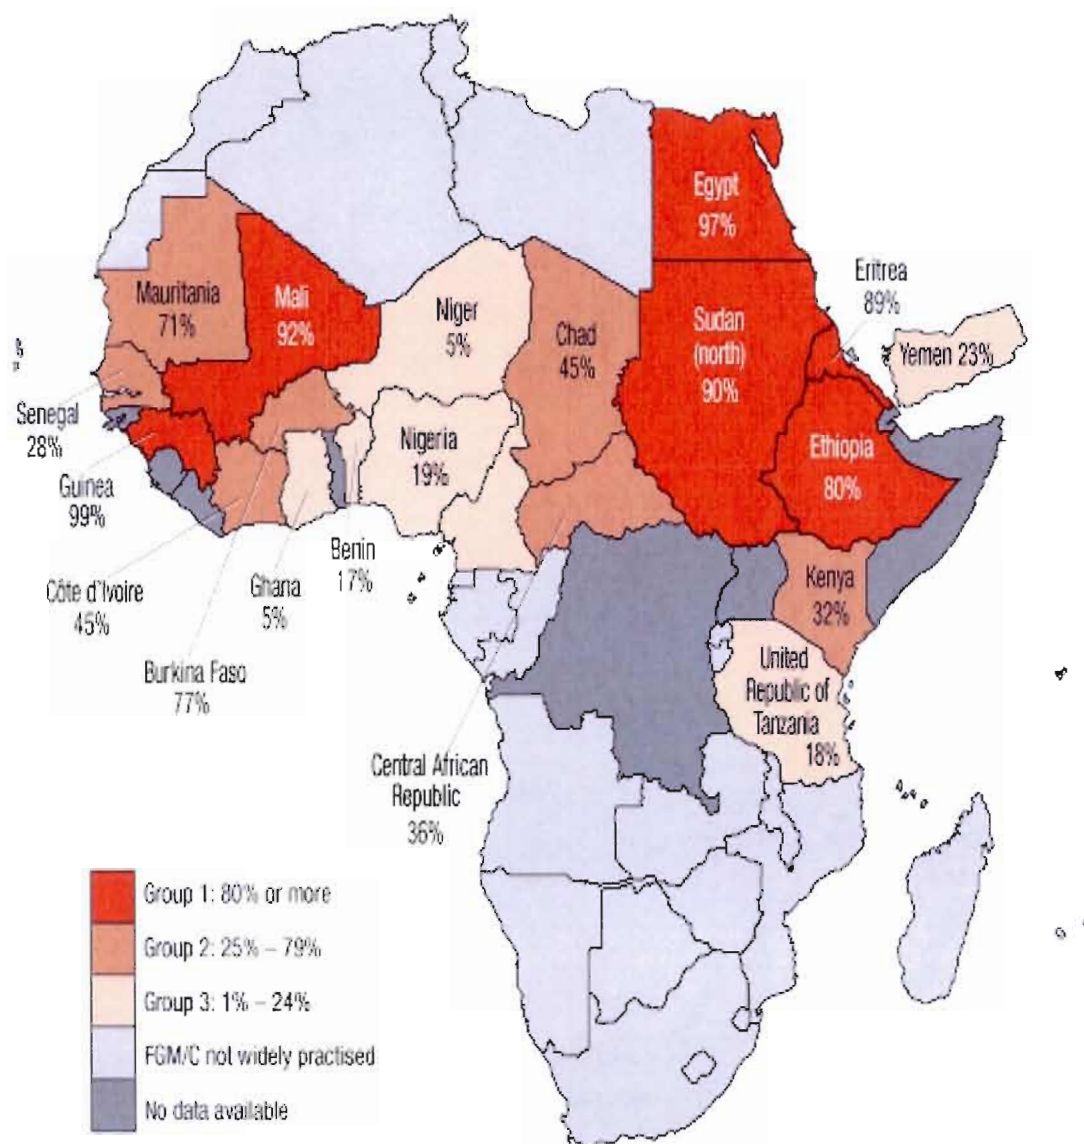 Egypt
97%
Eritrea
89%
Mauritania
71%
Mali
92%
Niger
5%
Chad
45%
Sudan
(north)
90%
Yemen 23%
Senegal
28%
Nigeria
19%
Ethiopia
80%
Guinea
99%
Benin
17%
Côte d'Ivoire
45%
Ghana
5%
Kenya
32%
Burkina Faso
77%
United
Republic of
Tanzania
18%
Central African
Republic
36%
Group 1: 80% or more
Group 2: 25% – 79%
Group 3: 1% – 24%
FGM/C not widely practised
No data available